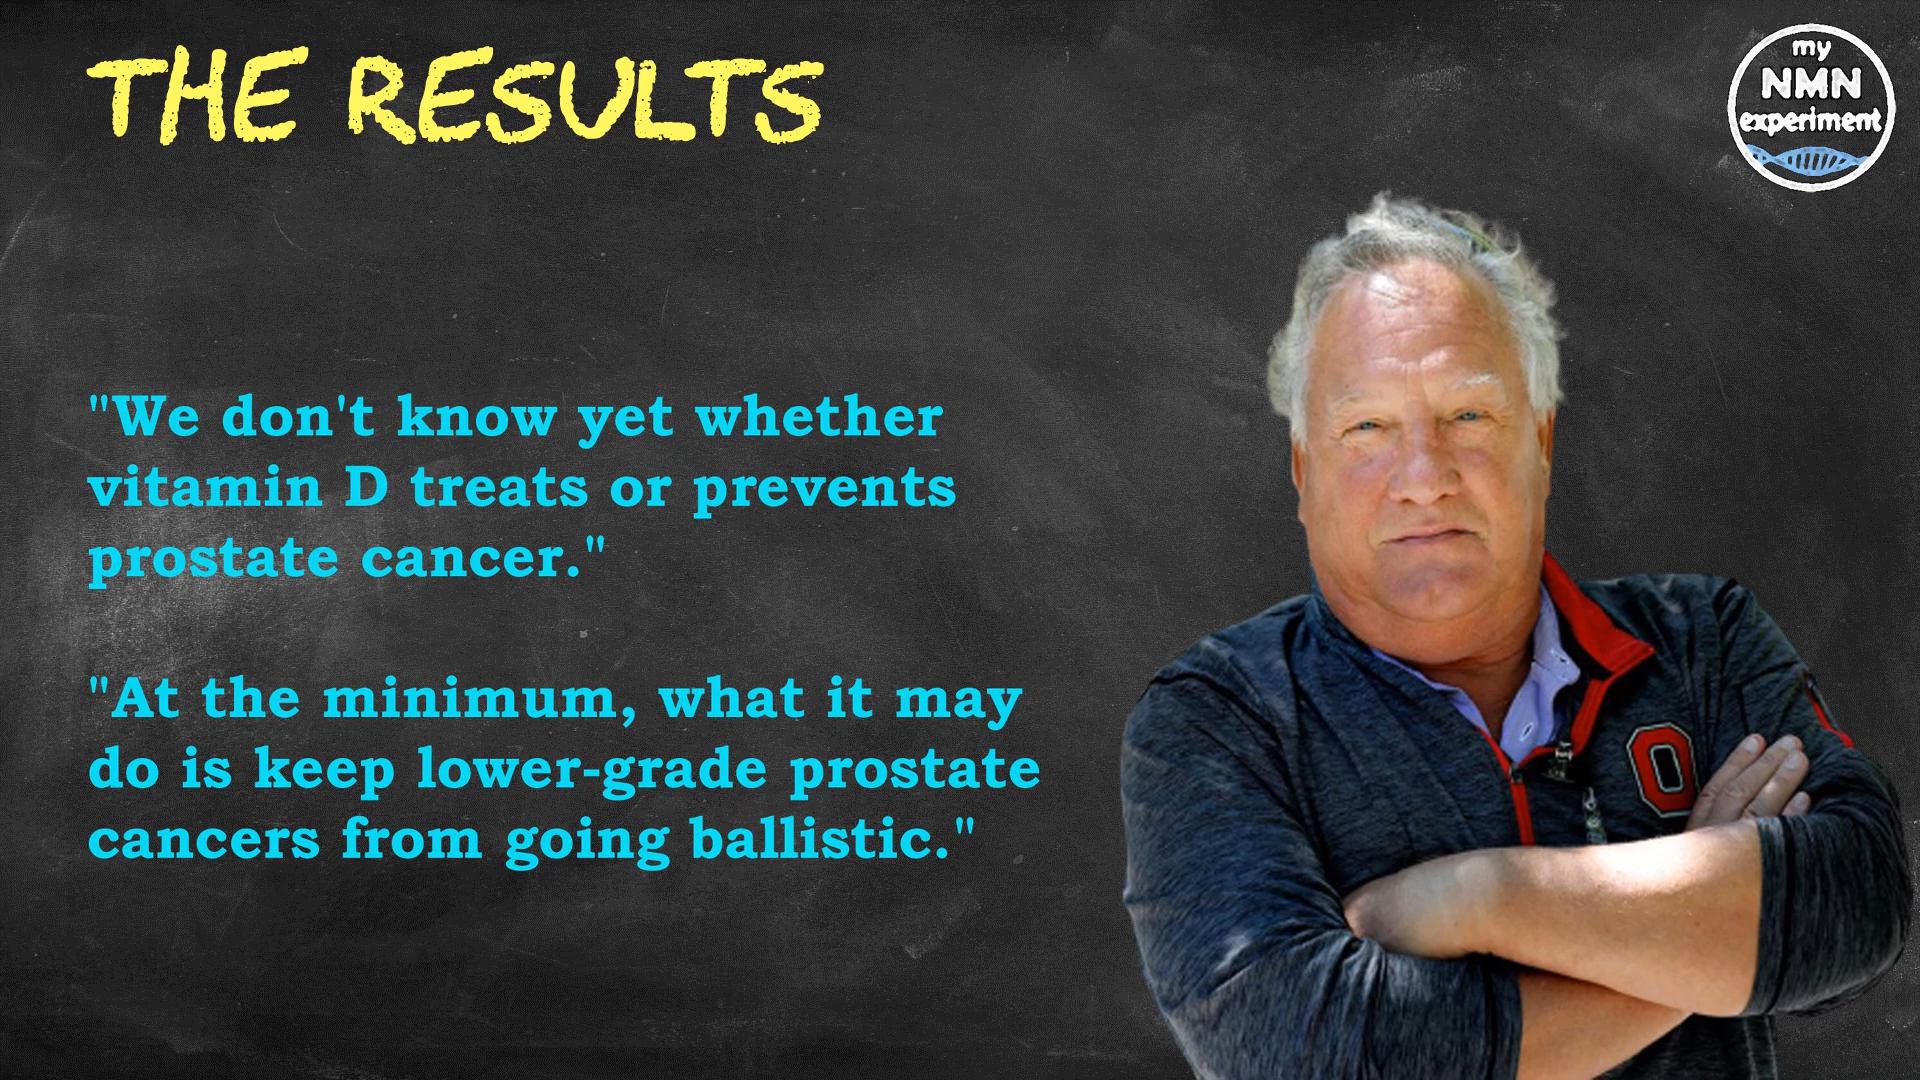 THE RESULTS
my
NMN
experiment
"We don't know yet whether
vitamin D treats or prevents
prostate cancer."
"At the minimum, what it may
do is keep lower-grade prostate
cancers from going ballistic."
O